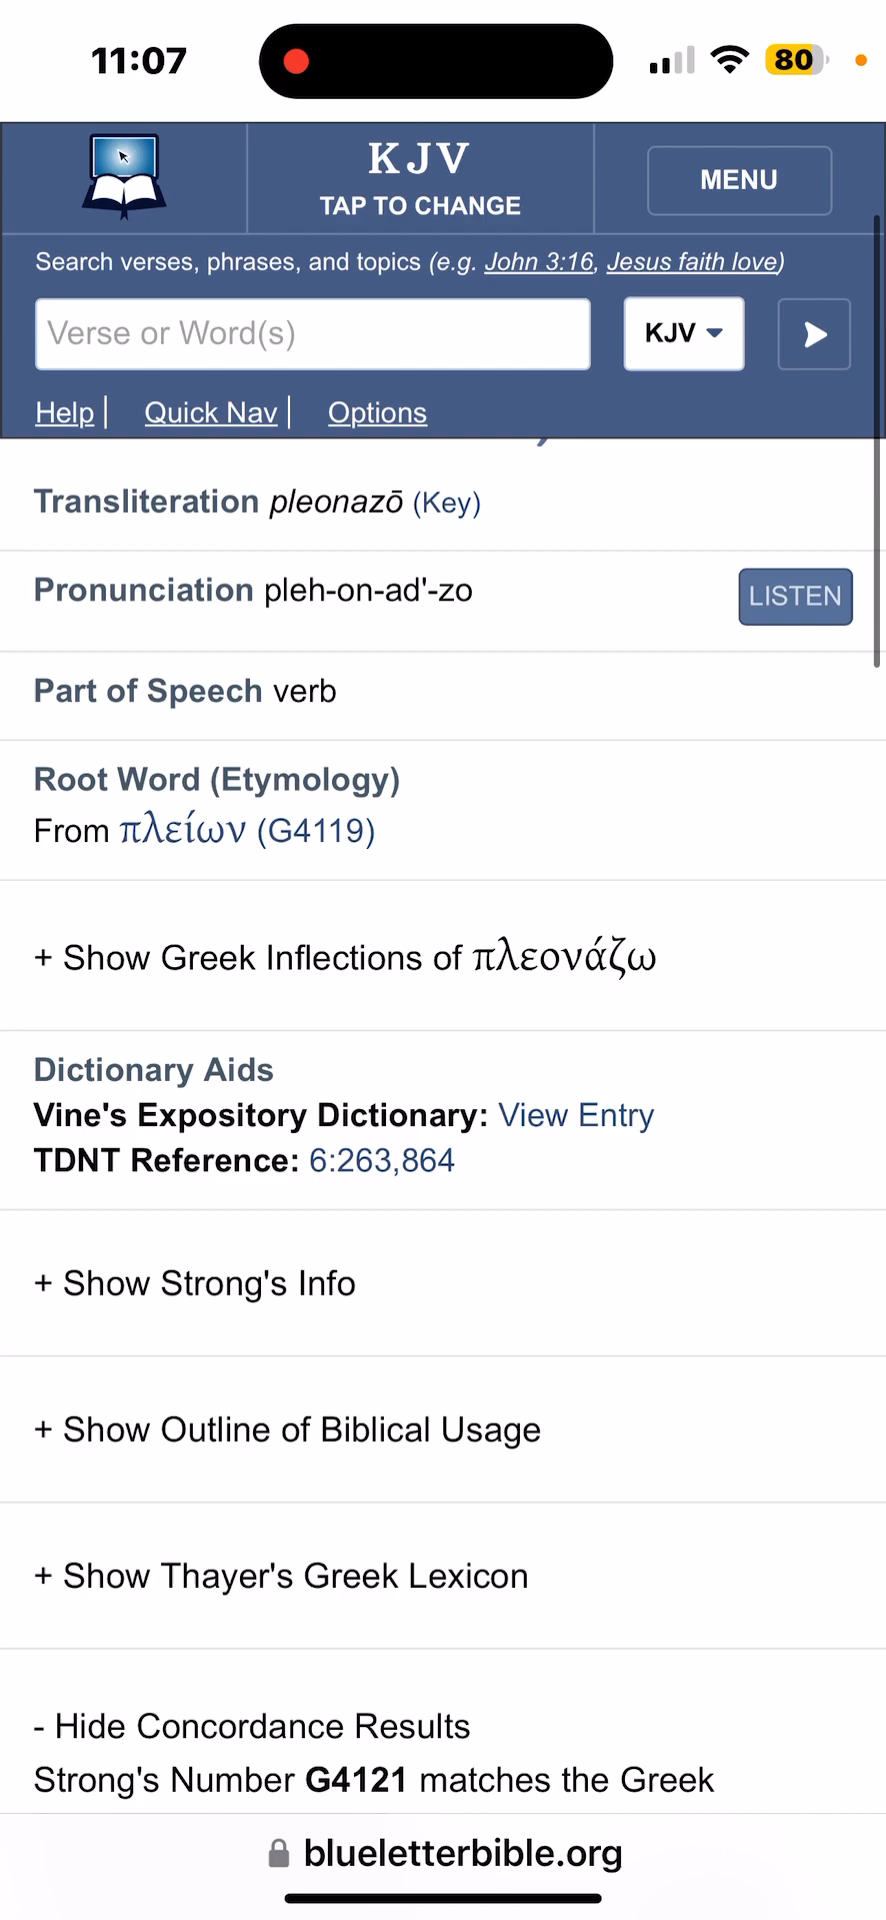 11:07
80
KJV
TAP TO CHANGE
MENU
Search verses, phrases, and topics (e.g. John 3:16, Jesus faith love)
Verse or Word(s)
KJV
Help | Quick Nav | Options
Transliteration pleonazō (Key)
Pronunciation pleh-on-ad'-zo
LISTEN
Part of Speech verb
Root Word (Etymology)
From πλείων (G4119)
+ Show Greek Inflections of πλεονάζω
Dictionary Aids
Vine's Expository Dictionary: View Entry
TDNT Reference: 6:263,864
+ Show Strong's Info
+ Show Outline of Biblical Usage
+ Show Thayer's Greek Lexicon
- Hide Concordance Results
Strong's Number G4121 matches the Greek
blueletterbible.org